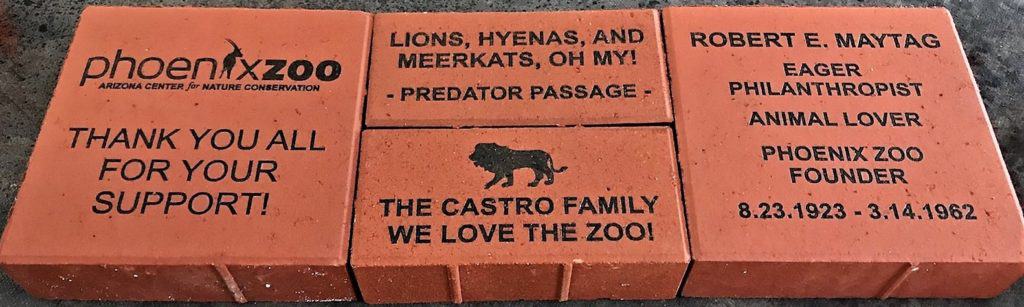 phoenixzoo
ARIZONA CENTER for NATURE CONSERVATION
THANK YOU ALL
FOR YOUR
SUPPORT!
LIONS, HYENAS, AND
MEERKATS, OH MY!
- PREDATOR PASSAGE -
THE CASTRO FAMILY
WE LOVE THE ZOO!
ROBERT E. MAYTAG
EAGER
PHILANTHROPIST
ANIMAL LOVER
PHOENIX ZOO
FOUNDER
8.23.1923 - 3.14.1962